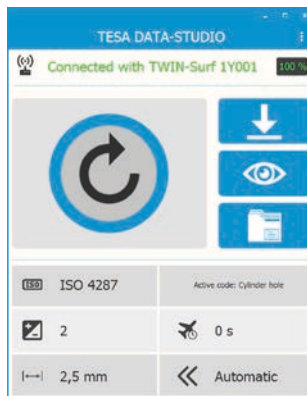 TESA DATA-STUDIO
Connected with TWIN-Surf 1Y001 100 %
ISO ISO 4287 Active code: Cylinder hole
2 0 s
2,5 mm Automatic